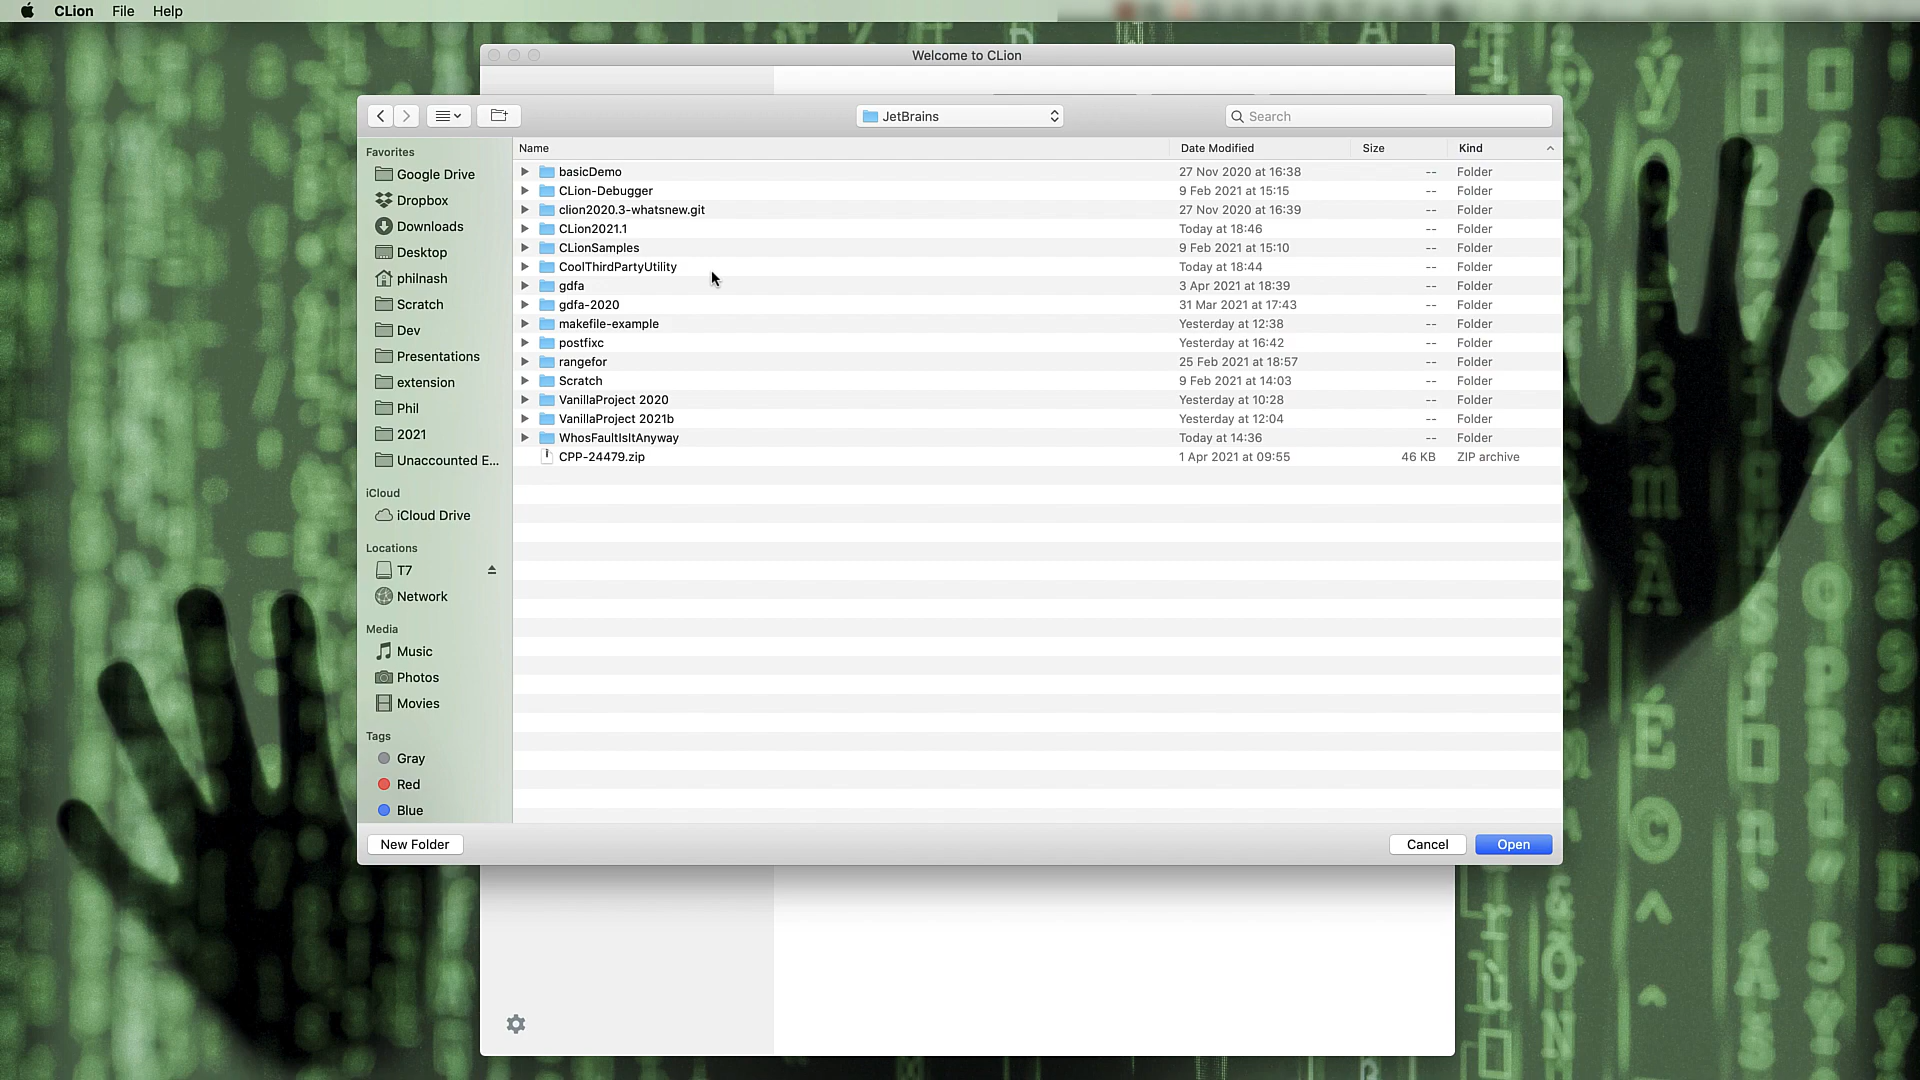 CLion File Help
Welcome to CLion
JetBrains
Search
Favorites
Google Drive
Dropbox
Downloads
Desktop
philnash
Scratch
Dev
Presentations
extension
Phil
2021
Unaccounted E...
iCloud
iCloud Drive
Locations
T7
Network
Media
Music
Photos
Movies
Tags
Gray
Red
Blue
Name Date Modified Size Kind
basicDemo 27 Nov 2020 at 16:38 -- Folder
CLion-Debugger 9 Feb 2021 at 15:15 -- Folder
clion2020.3-whatsnew.git 27 Nov 2020 at 16:39 -- Folder
CLion2021.1 Today at 18:46 -- Folder
CLionSamples 9 Feb 2021 at 15:10 -- Folder
CoolThirdPartyUtility Today at 18:44 -- Folder
gdfa 3 Apr 2021 at 18:39 -- Folder
gdfa-2020 31 Mar 2021 at 17:43 -- Folder
makefile-example Yesterday at 12:38 -- Folder
postfixc Yesterday at 16:42 -- Folder
rangefor 25 Feb 2021 at 18:57 -- Folder
Scratch 9 Feb 2021 at 14:03 -- Folder
VanillaProject 2020 Yesterday at 10:28 -- Folder
VanillaProject 2021b Yesterday at 12:04 -- Folder
WhosFaultIsItAnyway Today at 14:36 -- Folder
CPP-24479.zip 1 Apr 2021 at 09:55 46 KB ZIP archive
New Folder Cancel Open